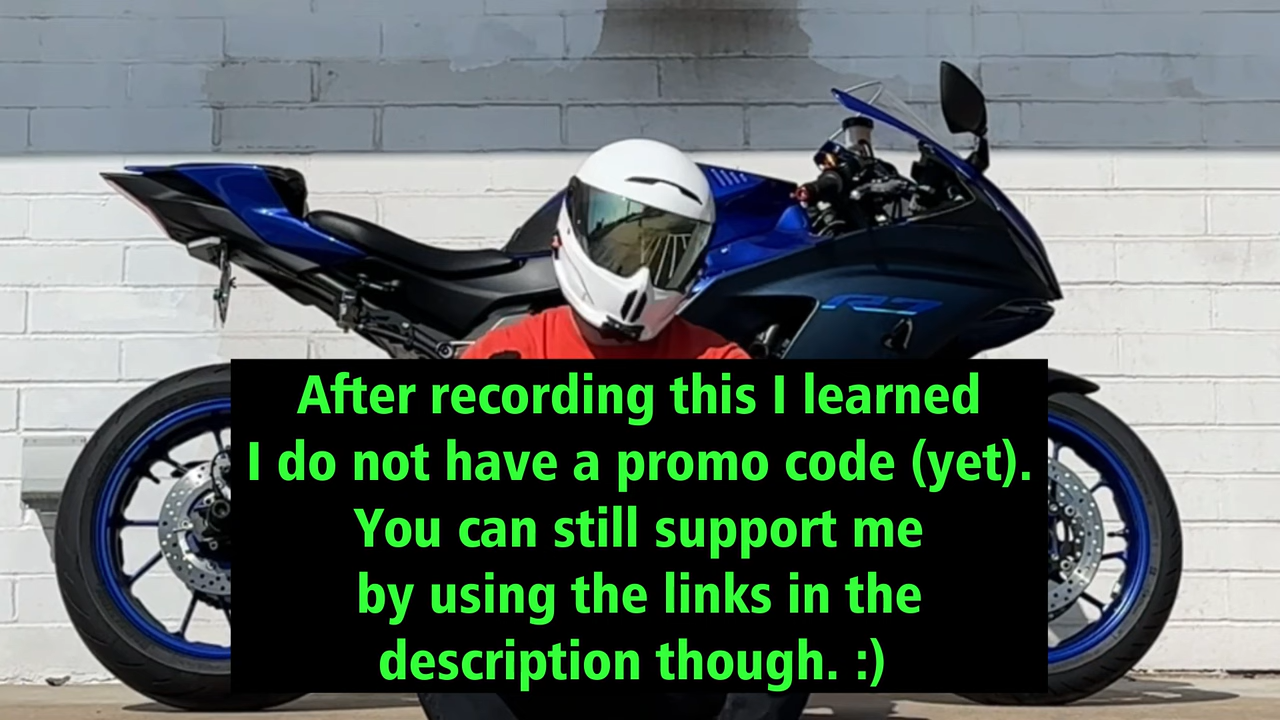 R7
After recording this I learned
I do not have a promo code (yet).
You can still support me
by using the links in the
description though. :)